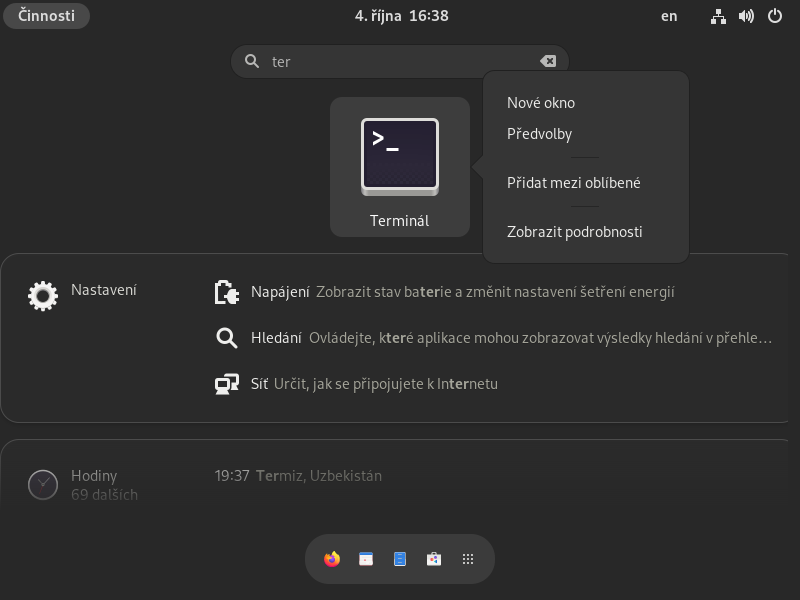 Činnosti
4. října 16:38
en
ter
Nové okno
Předvolby
Přidat mezi oblíbené
Zobrazit podrobnosti
>_
Terminál
Nastavení
Napájení Zobrazit stav baterie a změnit nastavení šetření energií
Hledání Ovládejte, které aplikace mohou zobrazovat výsledky hledání v přehle…
Síť Určit, jak se připojujete k Internetu
Hodiny
69 dalších
19:37 Termiz, Uzbekistán